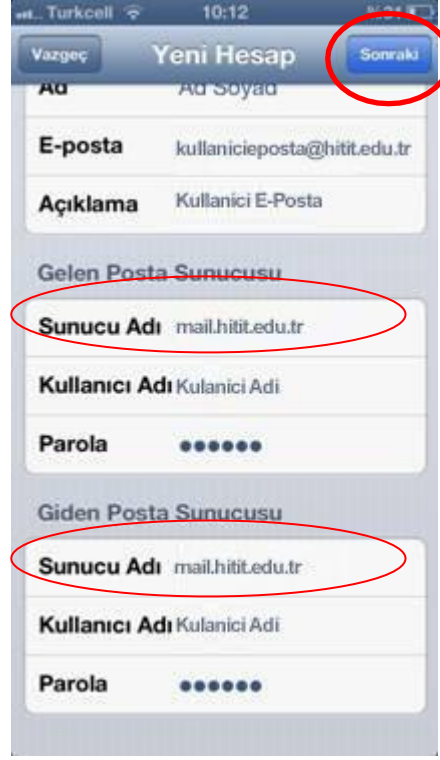 Turkcell 10:12
Vazgeç Yeni Hesap Sonraki
Ad Ad Soyad
E-posta kullanicieposta@hitit.edu.tr
Açıklama Kullanici E-Posta
Gelen Posta Sunucusu
Sunucu Adı mail.hitit.edu.tr
Kullanıcı Adı Kulanici Adi
Parola ●●●●●●
Giden Posta Sunucusu
Sunucu Adı mail.hitit.edu.tr
Kullanıcı Adı Kulanici Adi
Parola ●●●●●●